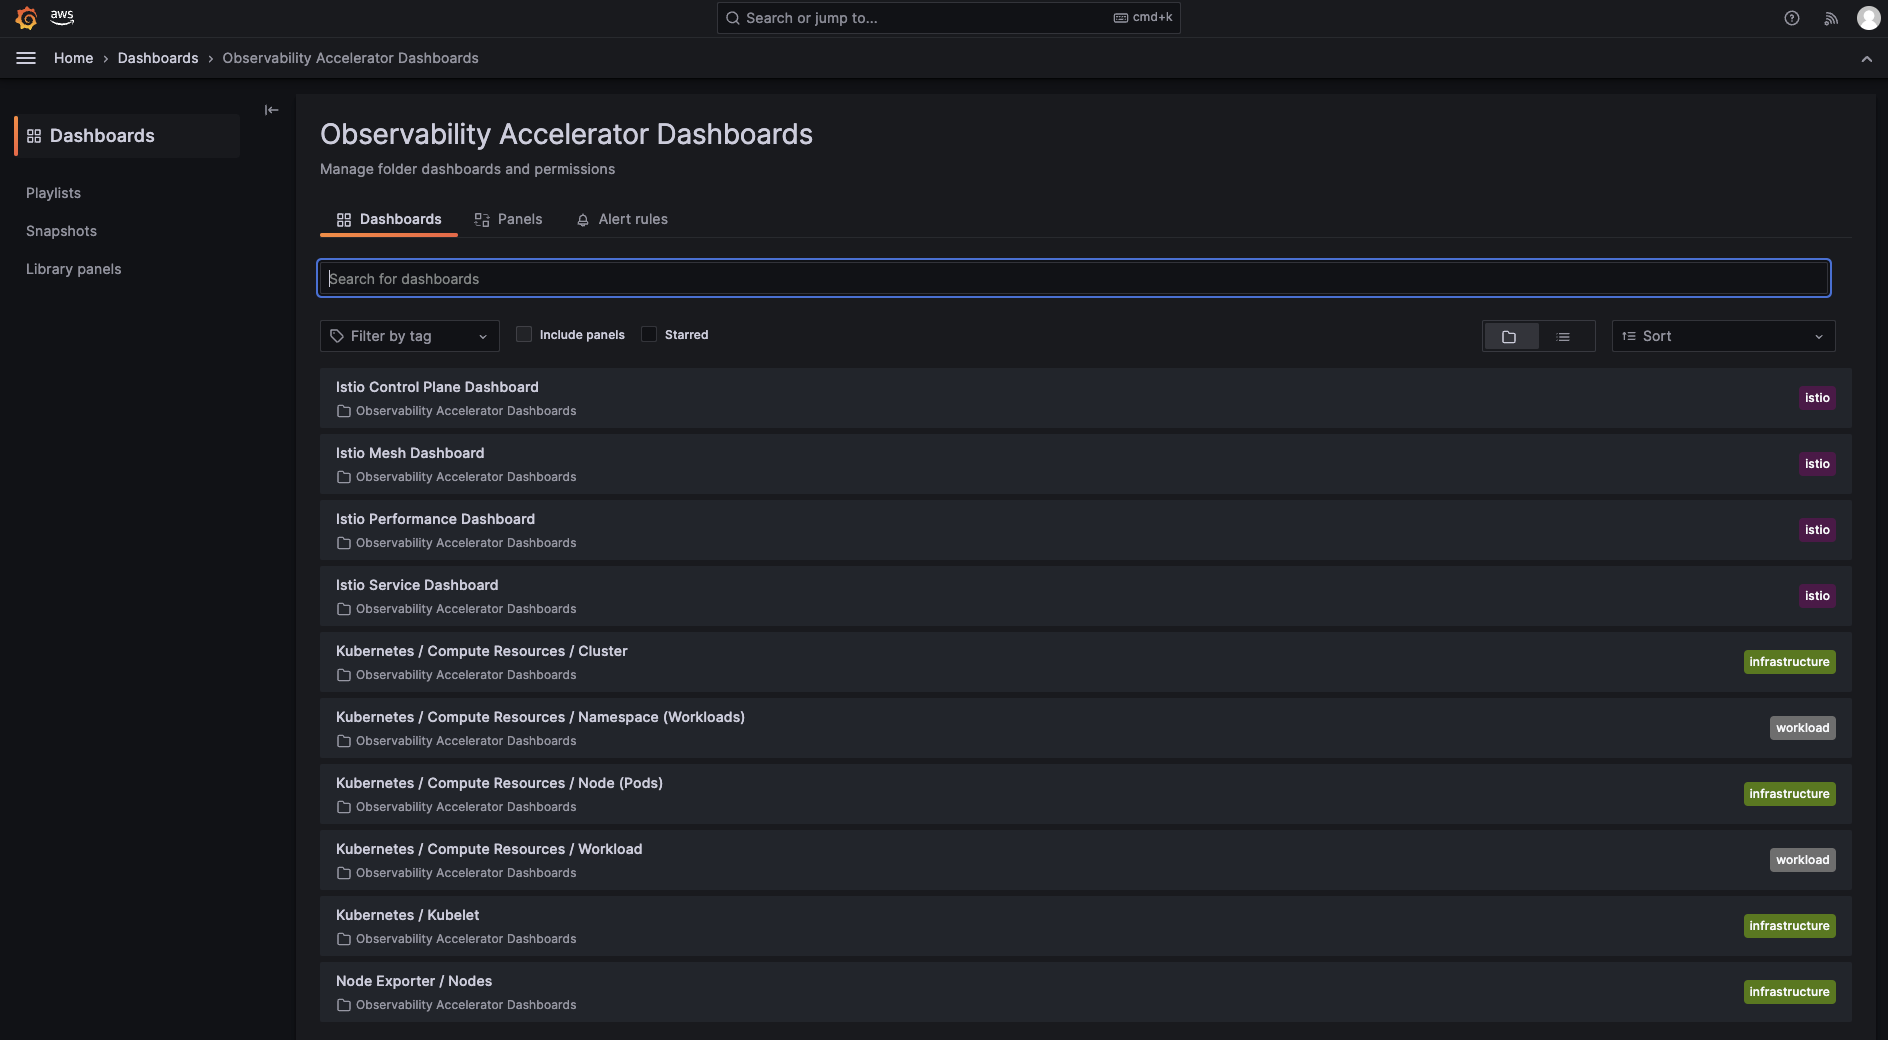 aws
Search or jump to...
cmd+k
Home › Dashboards › Observability Accelerator Dashboards
Dashboards
Playlists
Snapshots
Library panels
Observability Accelerator Dashboards
Manage folder dashboards and permissions
Dashboards
Panels
Alert rules
Search for dashboards
Filter by tag
Include panels
Starred
Sort
Istio Control Plane Dashboard
Observability Accelerator Dashboards
istio
Istio Mesh Dashboard
Observability Accelerator Dashboards
istio
Istio Performance Dashboard
Observability Accelerator Dashboards
istio
Istio Service Dashboard
Observability Accelerator Dashboards
istio
Kubernetes / Compute Resources / Cluster
Observability Accelerator Dashboards
infrastructure
Kubernetes / Compute Resources / Namespace (Workloads)
Observability Accelerator Dashboards
workload
Kubernetes / Compute Resources / Node (Pods)
Observability Accelerator Dashboards
infrastructure
Kubernetes / Compute Resources / Workload
Observability Accelerator Dashboards
workload
Kubernetes / Kubelet
Observability Accelerator Dashboards
infrastructure
Node Exporter / Nodes
Observability Accelerator Dashboards
infrastructure